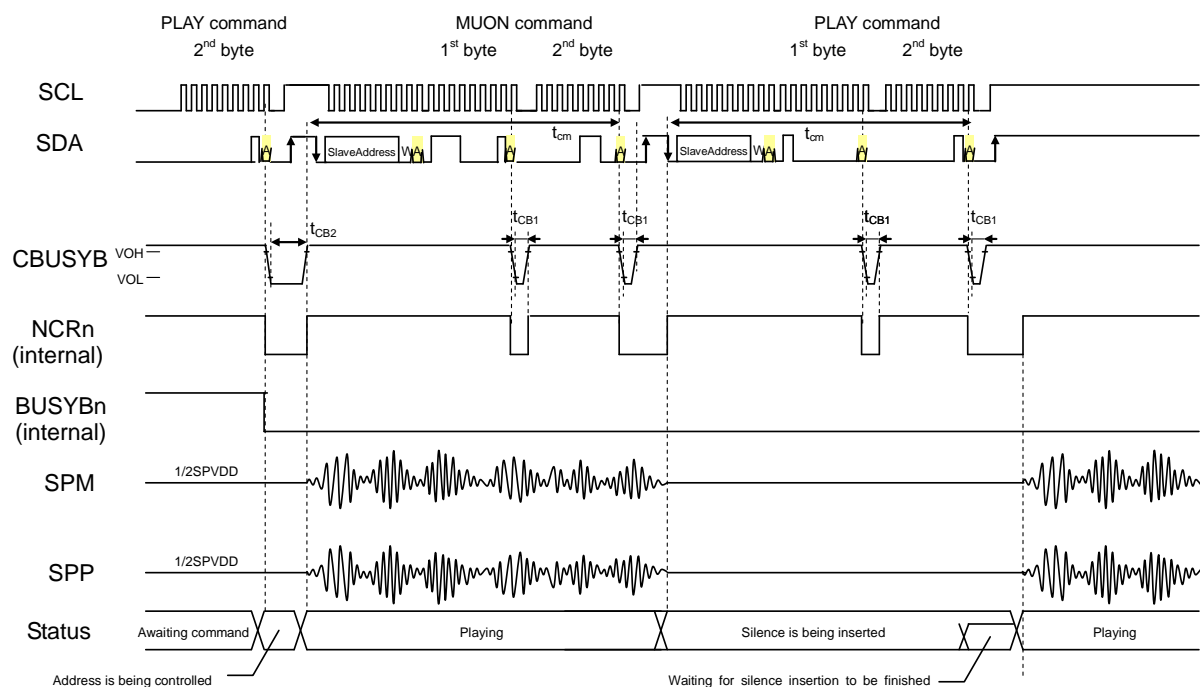 PLAY command MUON command PLAY command
2nd byte 1st byte 2nd byte 1st byte 2nd byte
SCL
tcm tcm
SDA A SlaveAddress W A A A SlaveAddress W A A A
tCB2 tCB1 tCB1 tCB1 tCB1
VOH
CBUSYB
VOL
NCRn
(internal)
BUSYBn
(internal)
1/2SPVDD
SPM
1/2SPVDD
SPP
Status Awaiting command Playing Silence is being inserted Playing
Address is being controlled Waiting for silence insertion to be finished